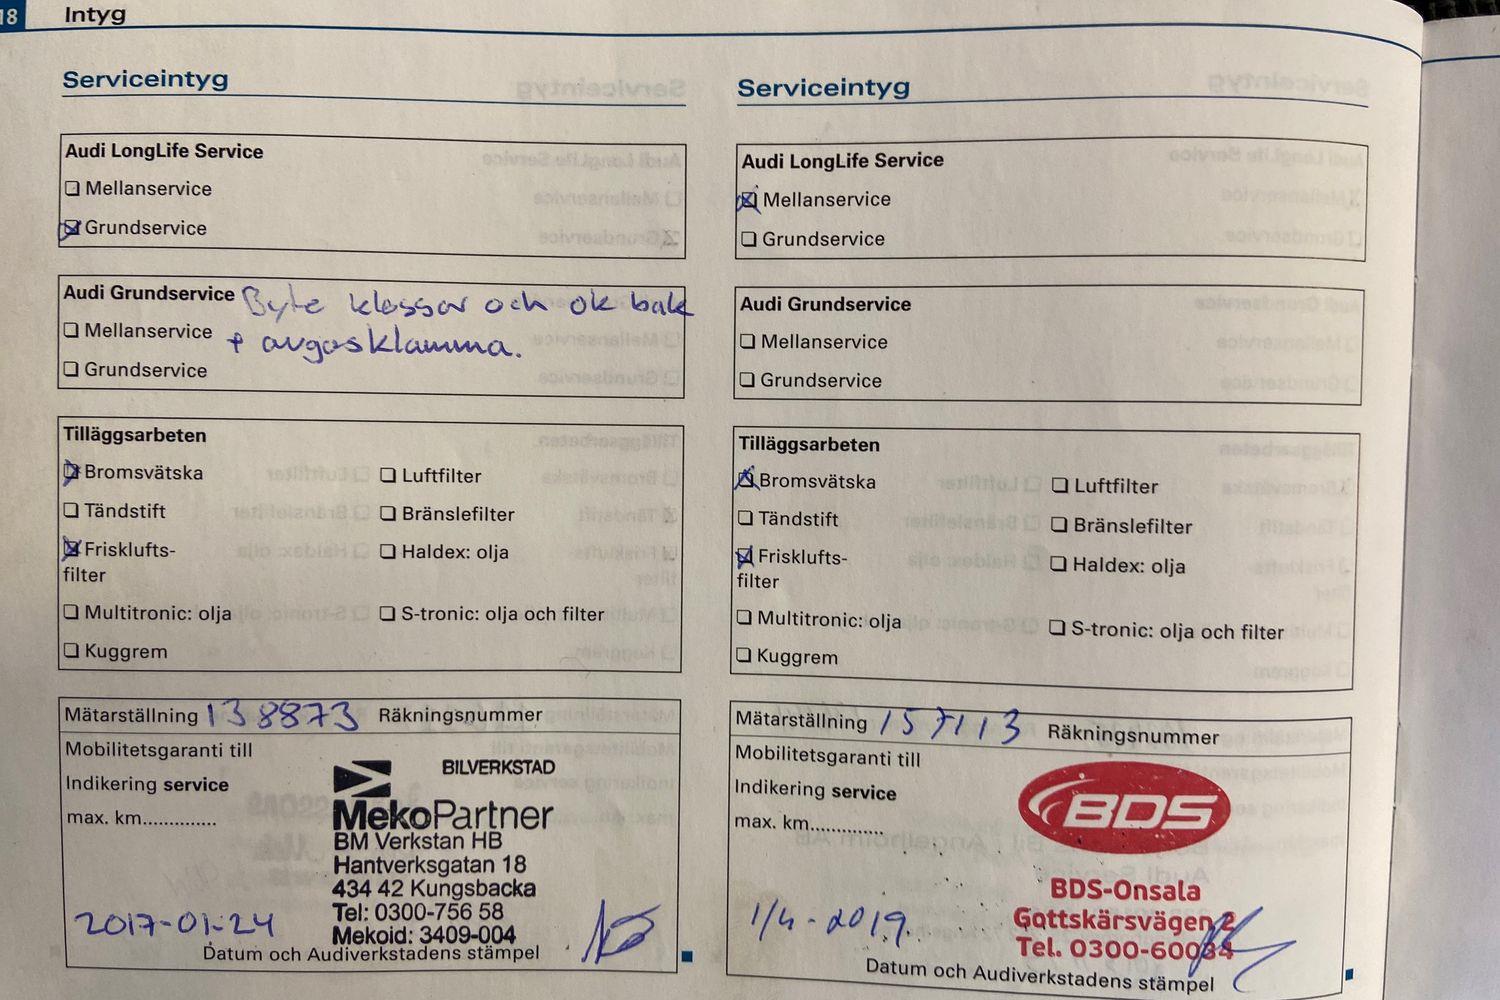 18 Intyg
Serviceintyg
Audi LongLife Service
Mellanservice
Grundservice
Audi Grundservice Byte klossar och ok bak
Mellanservice + avgasklamma.
Grundservice
Tilläggsarbeten
Bromsvätska Luftfilter
Tändstift Bränslefilter
Frisklufts- Haldex: olja
filter
Multitronic: olja S-tronic: olja och filter
Kuggrem
Mätarställning 138873 Räkningsnummer
Mobilitetsgaranti till
Indikering service
max. km..............
BILVERKSTAD
MekoPartner
BM Verkstan HB
Hantverksgatan 18
434 42 Kungsbacka
Tel: 0300-756 58
Mekoid: 3409-004
2017-01-24
Datum och Audiverkstadens stämpel
Serviceintyg
Audi LongLife Service
Mellanservice
Grundservice
Audi Grundservice
Mellanservice
Grundservice
Tilläggsarbeten
Bromsvätska Luftfilter
Tändstift Bränslefilter
Frisklufts- Haldex: olja
filter
Multitronic: olja S-tronic: olja och filter
Kuggrem
Mätarställning 157113 Räkningsnummer
Mobilitetsgaranti till
Indikering service
max. km..............
BDS
BDS-Onsala
Gottskärsvägen 2
Tel. 0300-60084
1/4-2019.
Datum och Audiverkstadens stämpel